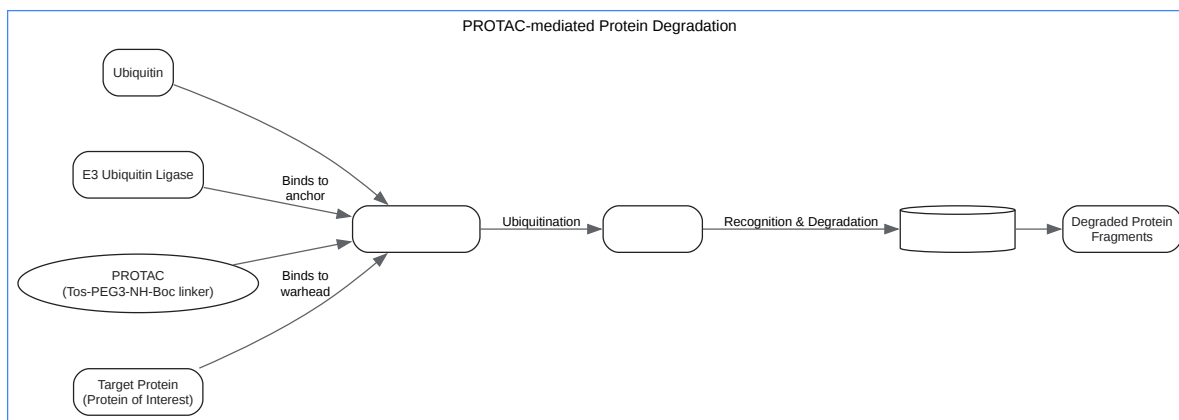 PROTAC-mediated Protein Degradation
Ubiquitin
E3 Ubiquitin Ligase
Binds to
anchor
PROTAC
(Tos-PEG3-NH-Boc linker)
Binds to
warhead
Target Protein
(Protein of Interest)
Ubiquitination
Recognition & Degradation
Degraded Protein
Fragments